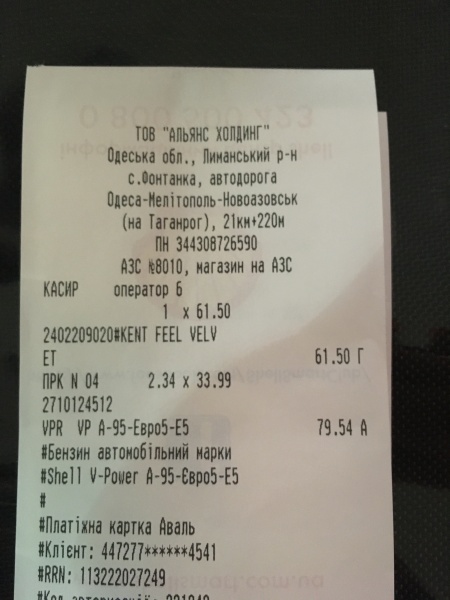 ТОВ "АЛЬЯНС ХОЛДИНГ"
Одеська обл., Лиманський р-н
с.Фонтанка, автодорога
Одеса-Мелітополь-Новоазовськ
(на Таганрог), 21км+220м
ПН 344308726590
АЗС №8010, магазин на АЗС
КАСИР оператор 6
1 x 61.50
2402209020#KENT FEEL VELV
ET 61.50 Г
ПРК N 04 2.34 x 33.99
2710124512
VPR VP А-95-Евро5-Е5 79.54 А
#Бензин автомобільний марки
#Shell V-Power А-95-Євро5-Е5
#
#Платіжна картка Аваль
#Клієнт: 447277******4541
#RRN: 113222027249